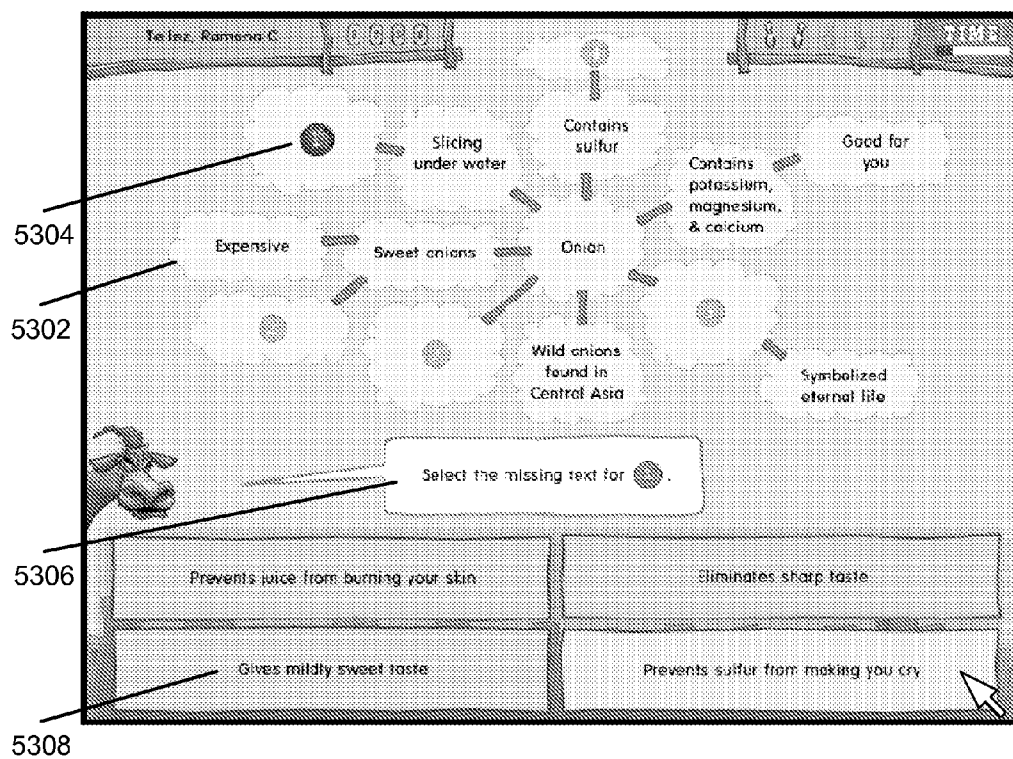 Tellez, Ramona C
TIME
Slicing
under water
Contains
sulfur
Good for
you
Contains
potassium,
magnesium,
& calcium
5304
Expensive
Sweet onions
Onion
5302
Wild onions
found in
Central Asia
Symbolized
eternal life
Select the missing text for .
5306
Prevents juice from burning your skin
Eliminates sharp taste
Gives mildly sweet taste
Prevents sulfur from making you cry
5308